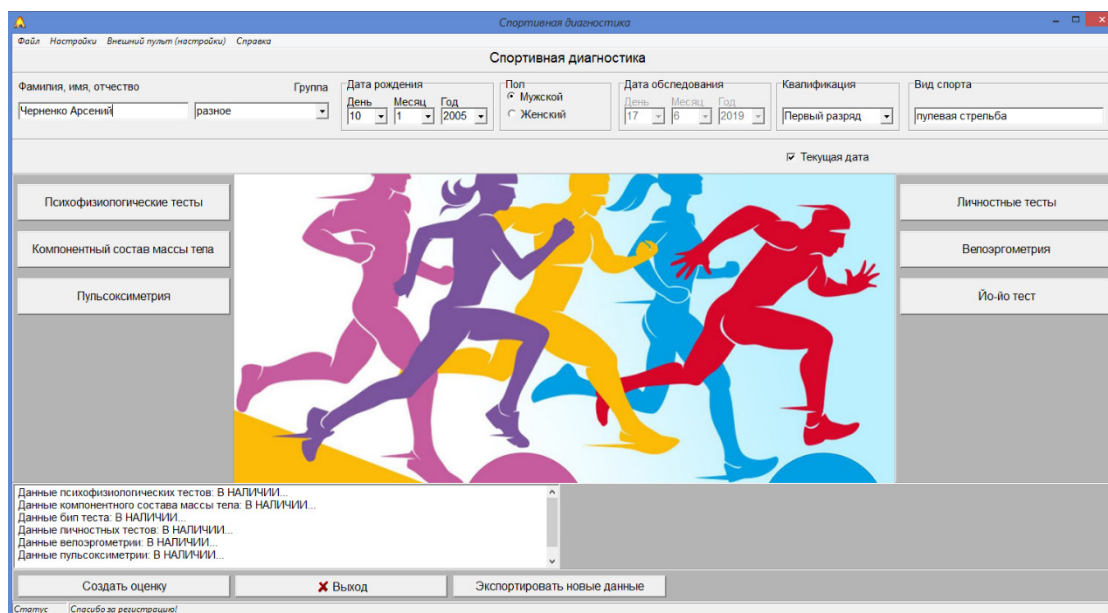 Спортивная диагностика
Файл Настройки Внешний пульт (настройки) Справка
Спортивная диагностика
Фамилия, имя, отчество Группа Дата рождения Пол Дата обследования Квалификация Вид спорта
День Месяц Год Мужской День Месяц Год
Черненко Арсений разное 10 1 2005 Женский 17 6 2019 Первый разряд пулевая стрельба
Текущая дата
Психофизиологические тесты Личностные тесты
Компонентный состав массы тела Велоэргометрия
Пульсоксиметрия Йо-йо тест
Данные психофизиологических тестов: В НАЛИЧИИ...
Данные компонентного состава массы тела: В НАЛИЧИИ...
Данные бип теста: В НАЛИЧИИ...
Данные личностных тестов: В НАЛИЧИИ...
Данные велоэргометрии: В НАЛИЧИИ...
Данные пульсоксиметрии: В НАЛИЧИИ...
Создать оценку Выход Экспортировать новые данные
Статус Спасибо за регистрацию!